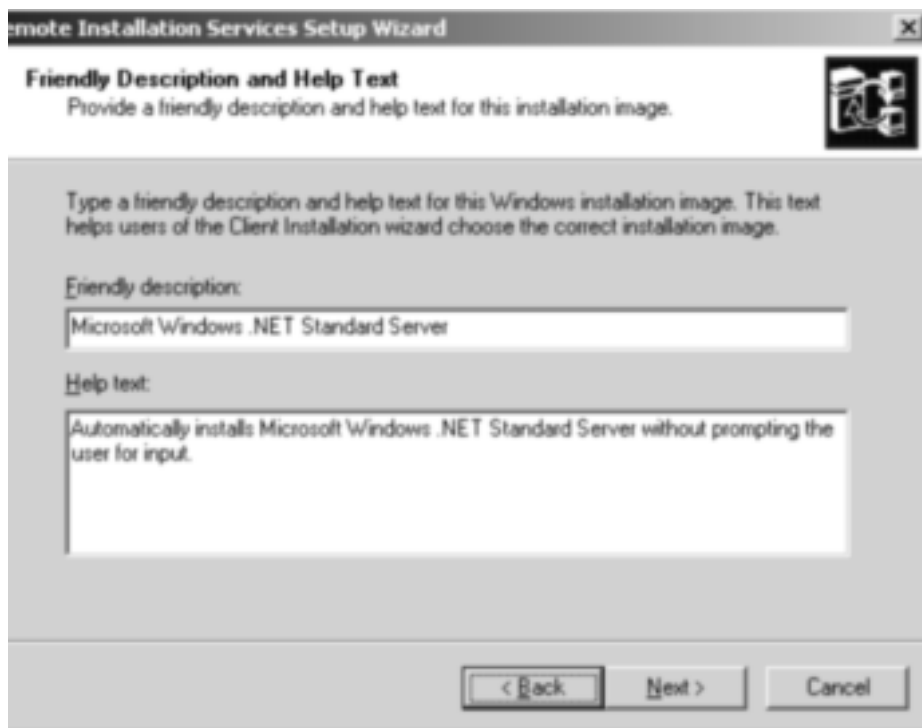 emote Installation Services Setup Wizard
Friendly Description and Help Text
Provide a friendly description and help text for this installation image.
Type a friendly description and help text for this Windows installation image. This text
helps users of the Client Installation wizard choose the correct installation image.
Friendly description:
Microsoft Windows .NET Standard Server
Help text:
Automatically installs Microsoft Windows .NET Standard Server without prompting the
user for input.
< Back Next > Cancel